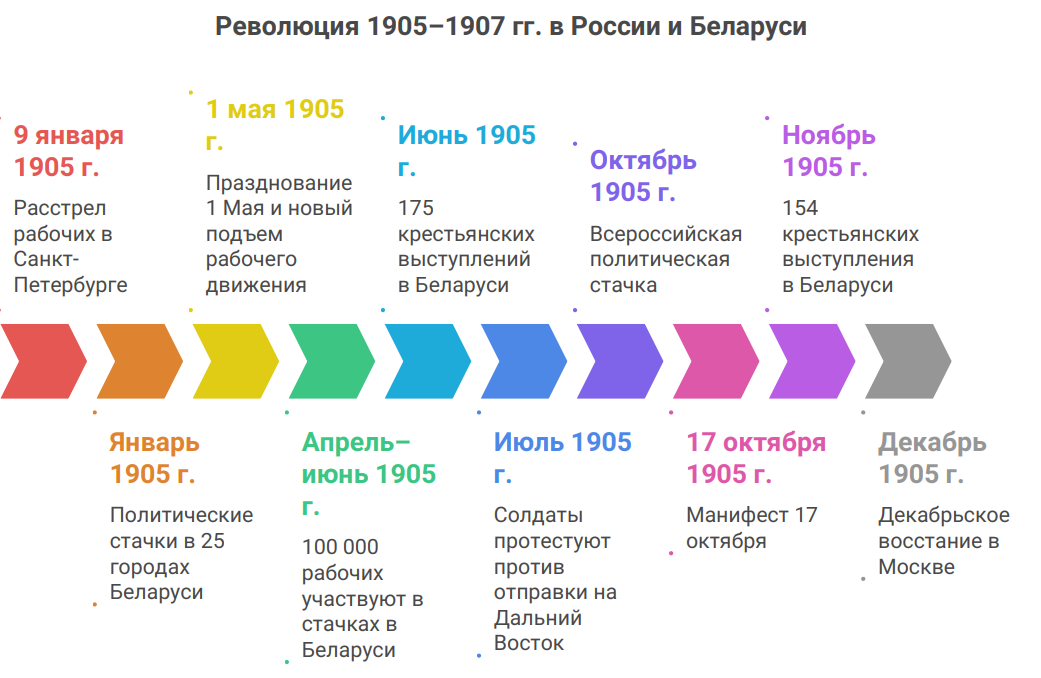 Революция 1905–1907 гг. в России и Беларуси
9 января
1905 г.
Расстрел
рабочих в
Санкт-
Петербурге
Январь
1905 г.
Политические
стачки в 25
городах
Беларуси
1 мая 1905
г.
Празднование
1 Мая и новый
подъем
рабочего
движения
Апрель–
июнь 1905
г.
100 000
рабочих
участвуют в
стачках в
Беларуси
Июнь 1905
г.
175
крестьянских
выступлений
в Беларуси
Июль 1905
г.
Солдаты
протестуют
против
отправки на
Дальний
Восток
Октябрь
1905 г.
Всероссийская
политическая
стачка
17 октября
1905 г.
Манифест 17
октября
Ноябрь
1905 г.
154
крестьянских
выступления
в Беларуси
Декабрь
1905 г.
Декабрьское
восстание в
Москве